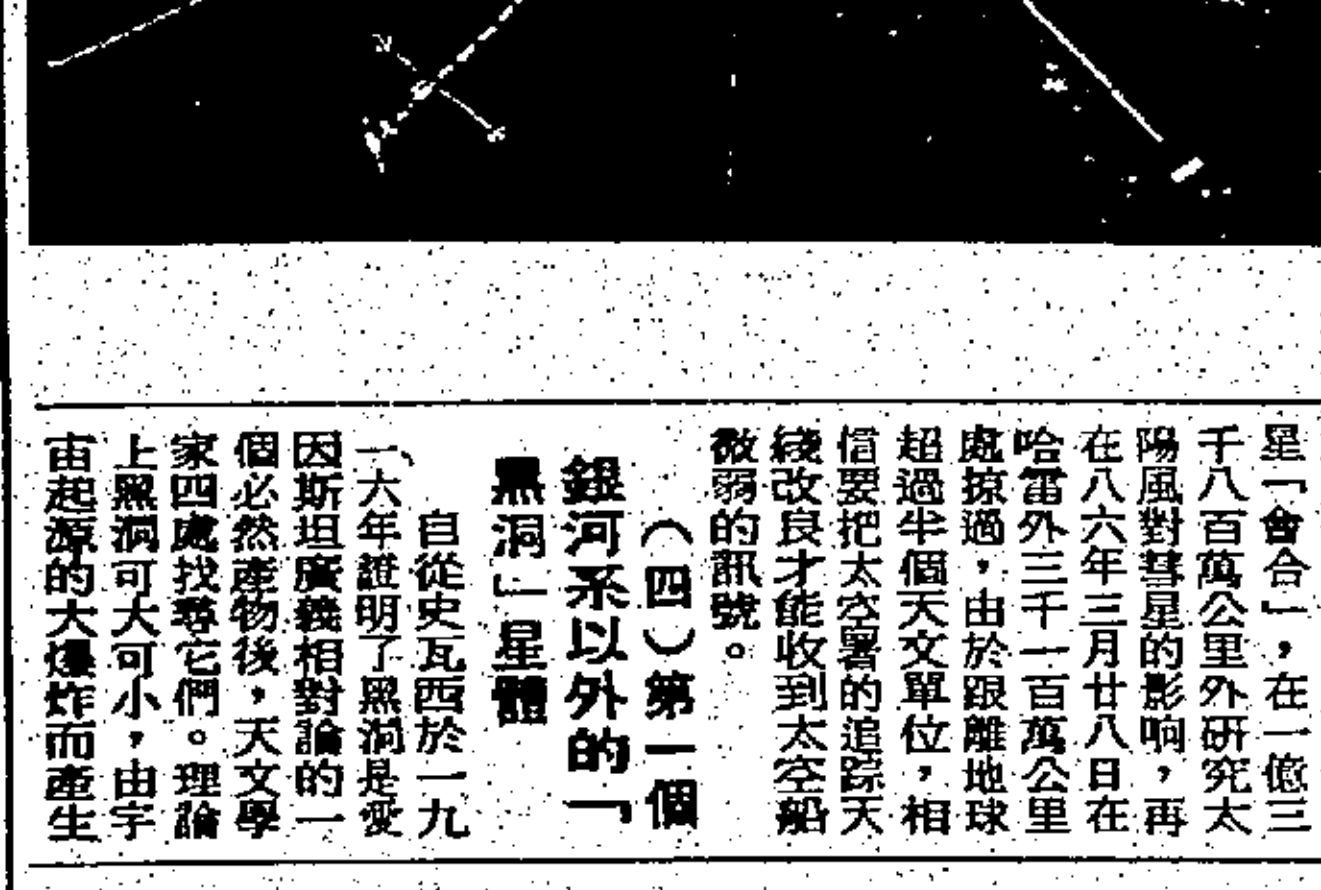 星「會合」，在一億三
千八百萬公里外研究太
陽風對彗星的影响，再
在八六年三月廿八日在
哈雷外三千一百萬公里
處掠過，由於跟離地球
超過半個天文單位，相
信要把太空署的追踪天
綫改良才能收到太空船
微弱的訊號。
（四）第一個
銀河系以外的「
黑洞」星體
自從史瓦西於一九
一六年證明了黑洞是愛
因斯坦廣義相對論的一
個必然產物後，天文學
家四處找尋它們。理論
上黑洞可大可小，由宇
宙起源的大爆炸而產生